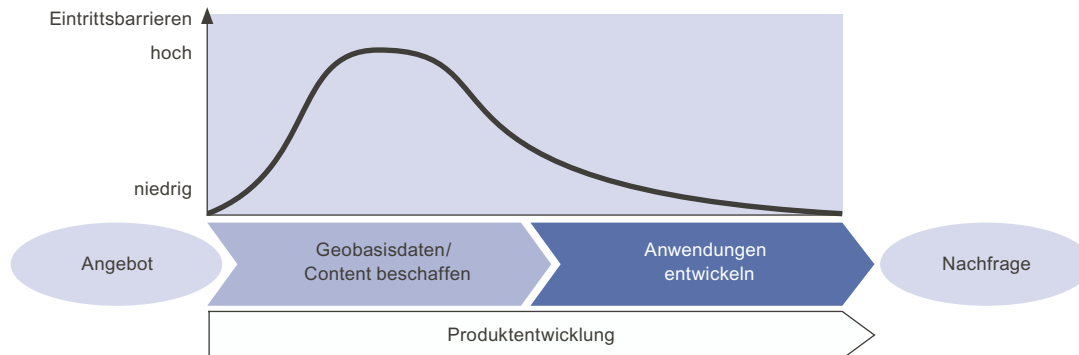 Eintrittsbarrieren
hoch
niedrig
Angebot
Geobasisdaten/
Content beschaffen
Anwendungen
entwickeln
Nachfrage
Produktentwicklung